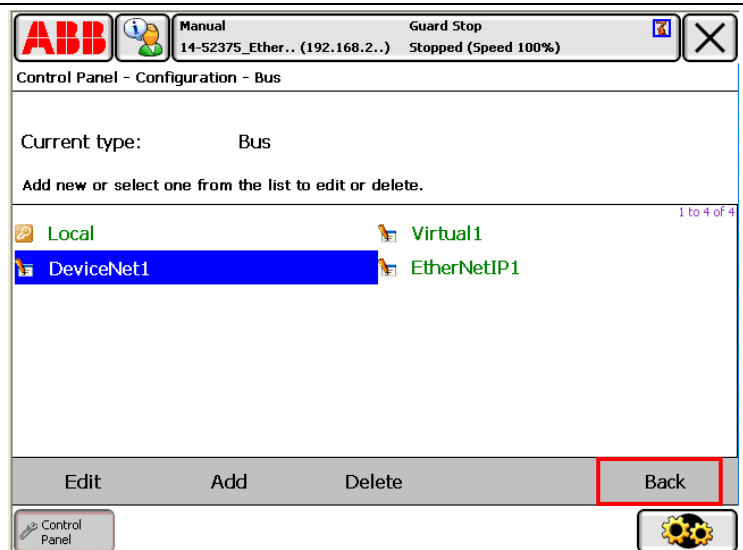 ABB
Manual Guard Stop
14-52375_Ether.. (192.168.2..) Stopped (Speed 100%)
Control Panel - Configuration - Bus
Current type: Bus
Add new or select one from the list to edit or delete.
1 to 4 of 4
Local Virtual1
DeviceNet1 EtherNetIP1
Edit Add Delete Back
Control
Panel